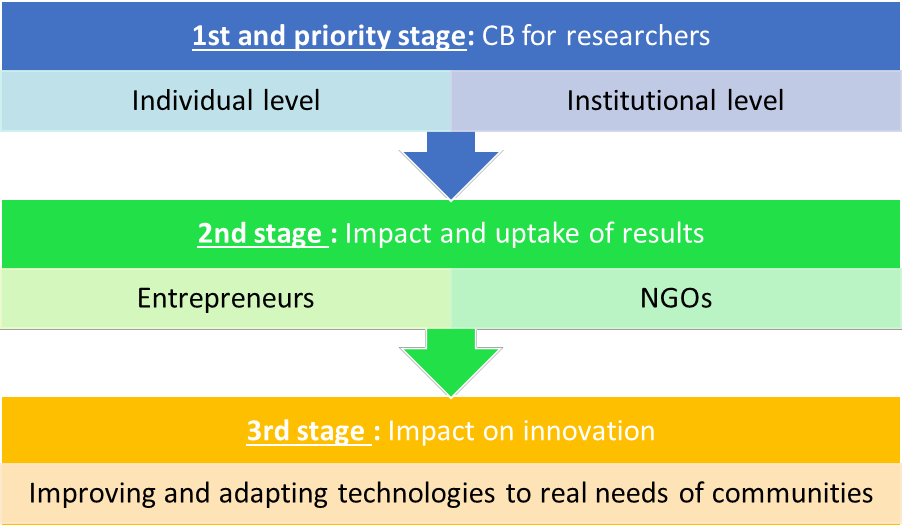 1st and priority stage: CB for researchers
Individual level
Institutional level
2nd stage : Impact and uptake of results
Entrepreneurs
NGOs
3rd stage : Impact on innovation
Improving and adapting technologies to real needs of communities